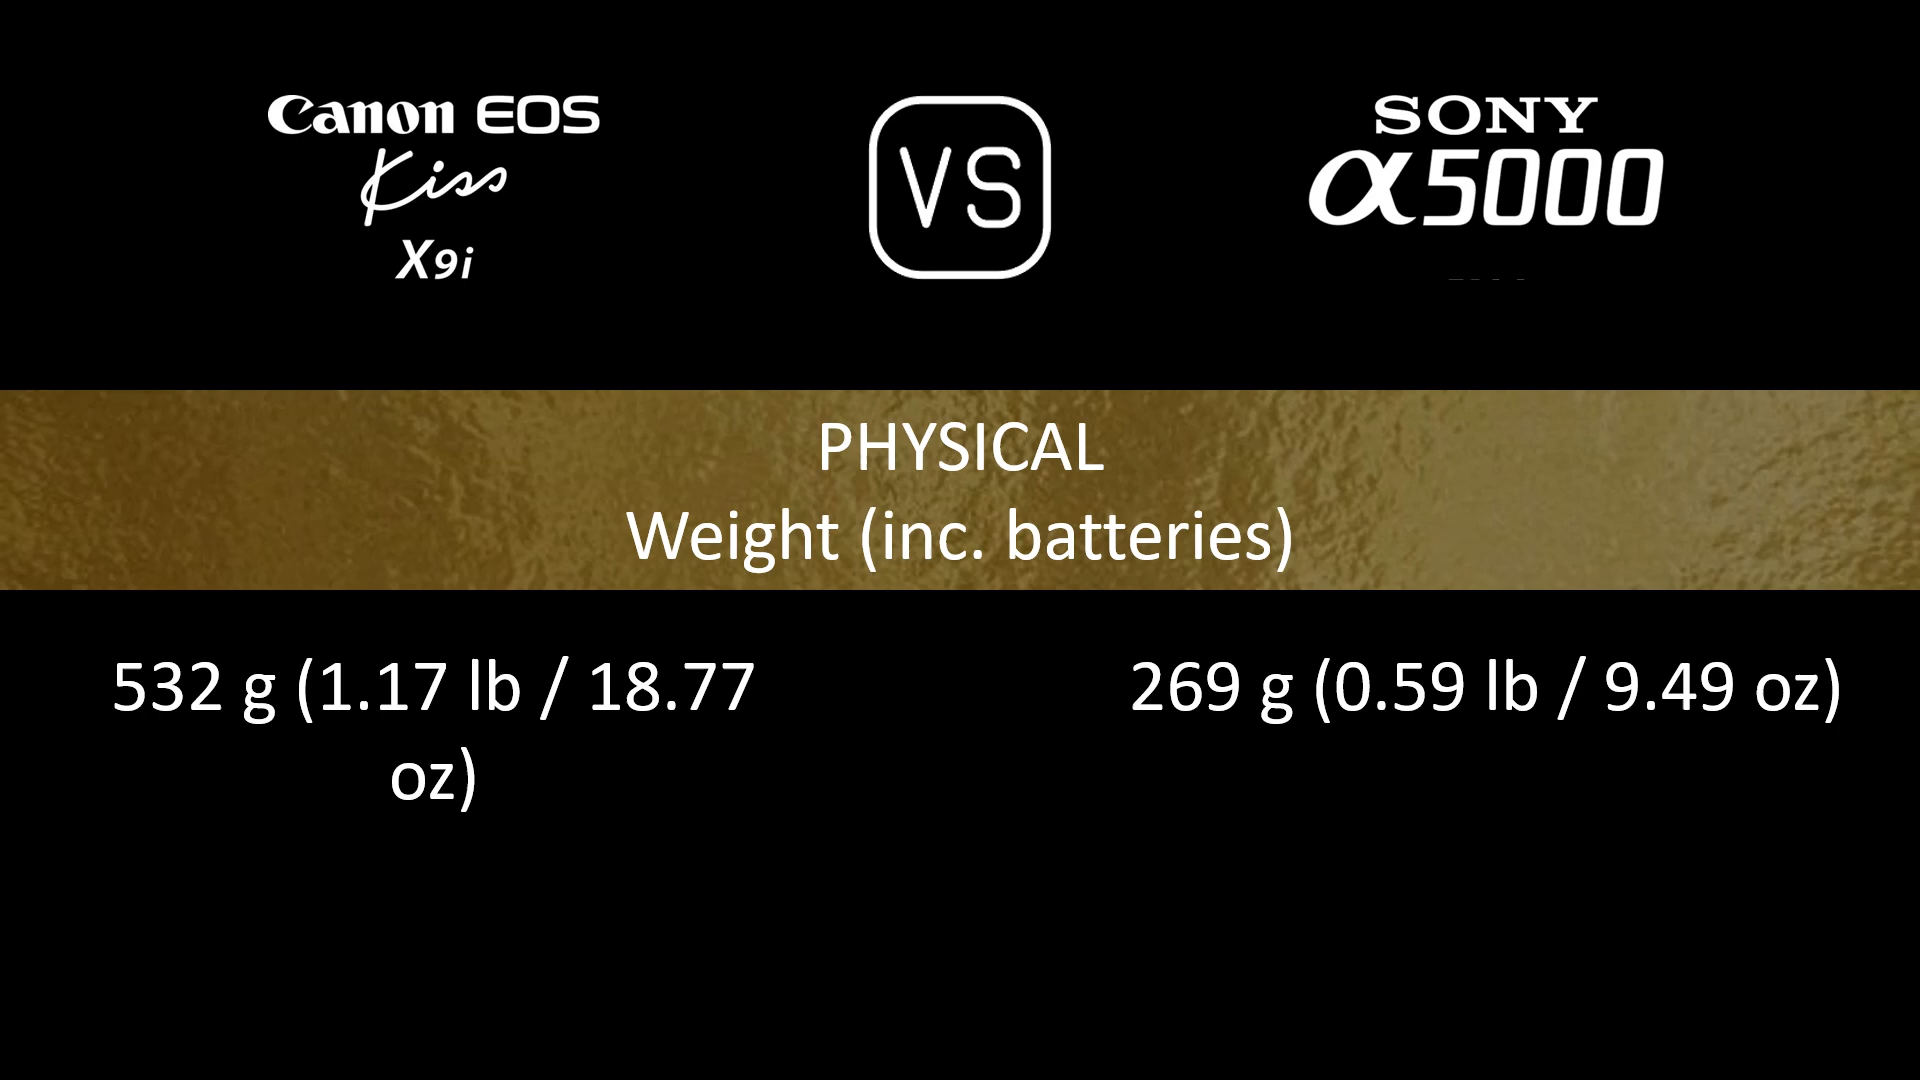 Canon EOS
Kiss
X9i
VS
SONY
α5000
PHYSICAL
Weight (inc. batteries)
532 g (1.17 lb / 18.77
oz)
269 g (0.59 lb / 9.49 oz)